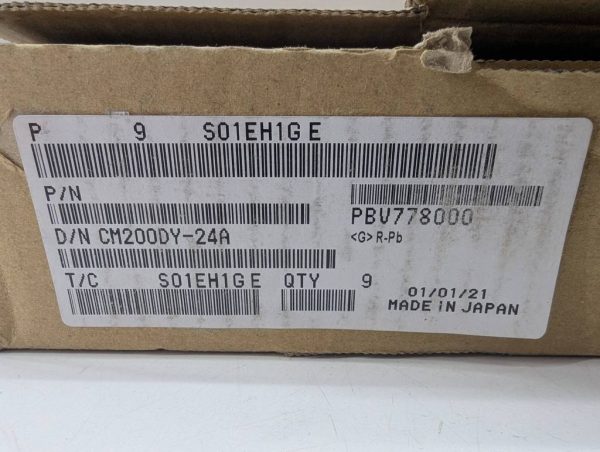 P 9 S01EH1G E
P/N
PBV778000
D/N CM200DY-24A
<G> R-Pb
T/C S01EH1G E QTY 9
01/01/21
MADE IN JAPAN